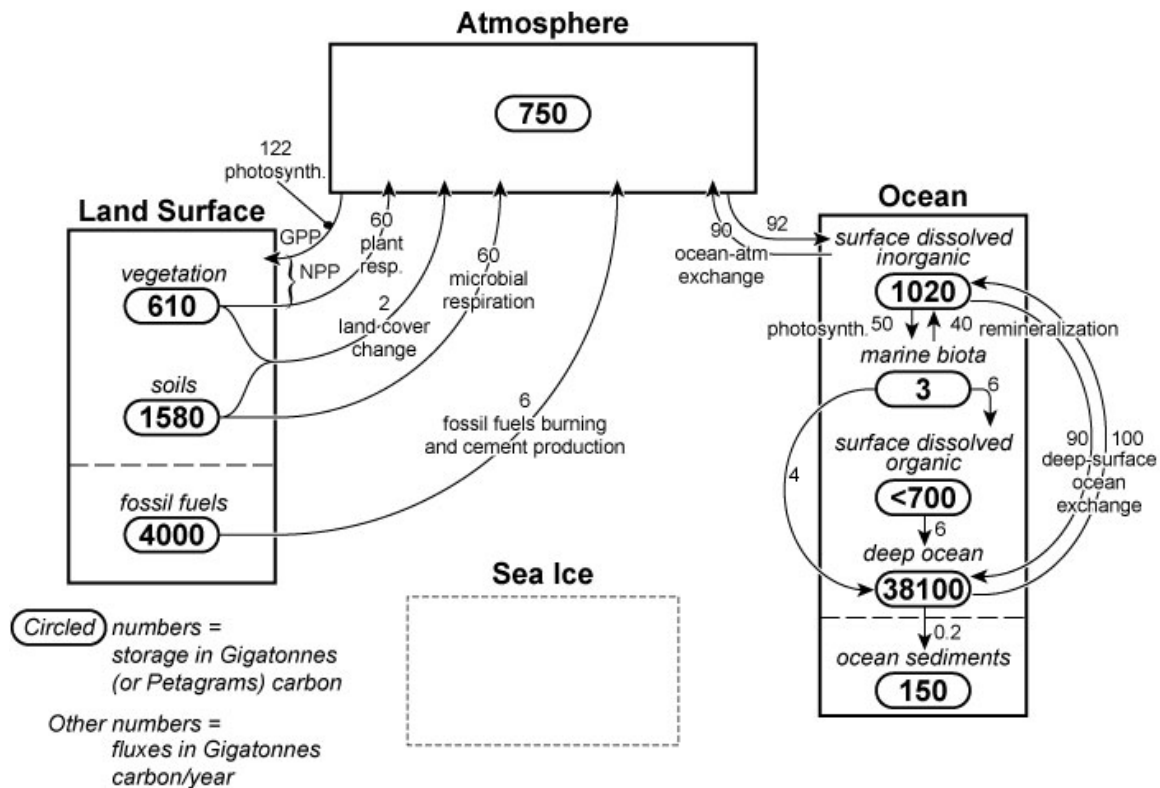 Atmosphere
750
122
photosynth.
Land Surface
GPP
NPP
vegetation
610
60
plant
resp.
2
land-cover
change
60
microbial
respiration
soils
1580
6
fossil fuels burning
and cement production
fossil fuels
4000
90
ocean-atm
exchange
92
Ocean
surface dissolved
inorganic
1020
photosynth. 50
40 remineralization
marine biota
3
6
surface dissolved
organic
<700
4
6
90 100
deep-surface
ocean
exchange
deep ocean
38100
0.2
ocean sediments
150
Sea Ice
Circled numbers =
storage in Gigatonnes
(or Petagrams) carbon
Other numbers =
fluxes in Gigatonnes
carbon/year